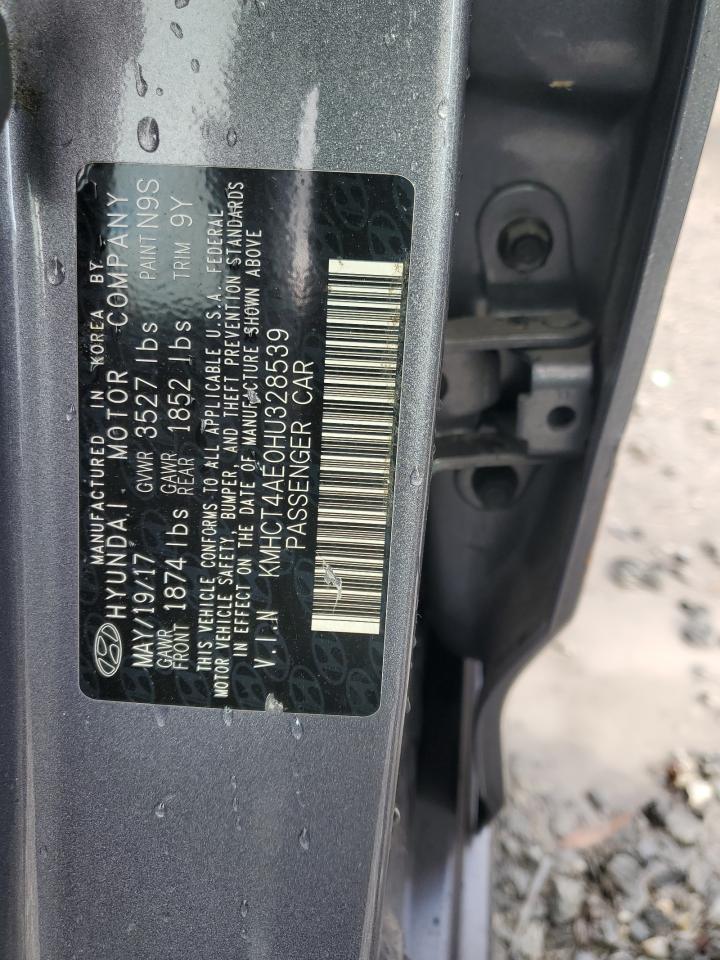 MANUFACTURED IN KOREA BY
HYUNDAI MOTOR COMPANY
MAY/19/17 GVWR 3527 lbs PAINT N9S
GAWR FRONT 1874 lbs GAWR REAR 1852 lbs TRIM 9Y
THIS VEHICLE CONFORMS TO ALL APPLICABLE U.S.A. FEDERAL
MOTOR VEHICLE SAFETY, BUMPER, AND THEFT PREVENTION STANDARDS
IN EFFECT ON THE DATE OF MANUFACTURE SHOWN ABOVE
V.I.N KMHCT4AE0HU328539
PASSENGER CAR